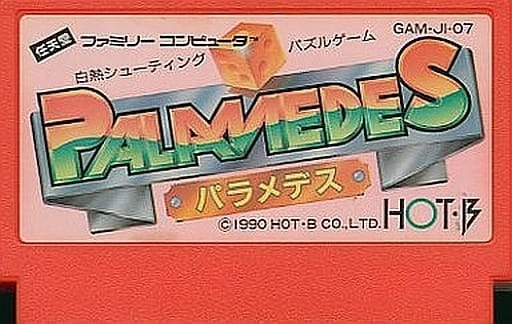 任天堂 ファミリー コンピュータ™ GAM-JI-07
白熱シューティング パズルゲーム
PALAMEDES
パラメデス
©1990 HOT·B CO.,LTD. HOT·B